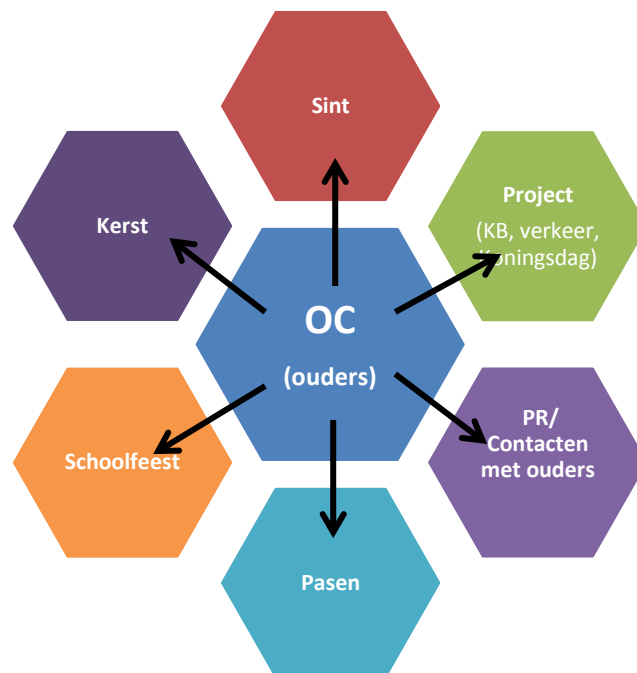 Sint
Project
(KB, verkeer,
Koningsdag)
Kerst
OC
(ouders)
PR/
Contacten
met ouders
Schoolfeest
Pasen